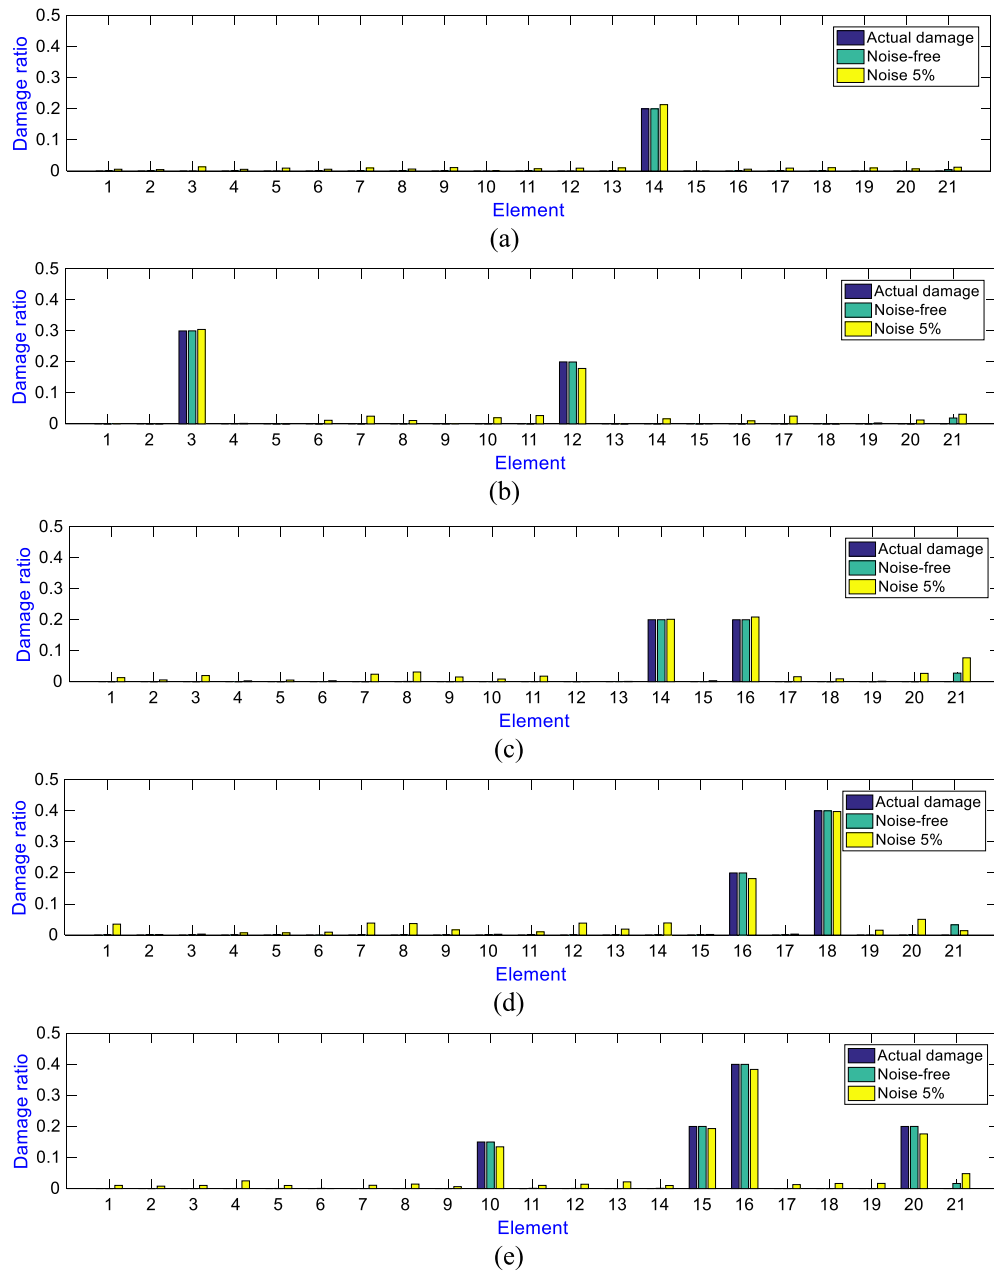 0.5
0.4
0.3
0.2
0.1
0
Damage ratio
Actual damage
Noise-free
Noise 5%
1 2 3 4 5 6 7 8 9 10 11 12 13 14 15 16 17 18 19 20 21
Element
(a)
0.5
0.4
0.3
0.2
0.1
0
Damage ratio
Actual damage
Noise-free
Noise 5%
1 2 3 4 5 6 7 8 9 10 11 12 13 14 15 16 17 18 19 20 21
Element
(b)
0.5
0.4
0.3
0.2
0.1
0
Damage ratio
Actual damage
Noise-free
Noise 5%
1 2 3 4 5 6 7 8 9 10 11 12 13 14 15 16 17 18 19 20 21
Element
(c)
0.5
0.4
0.3
0.2
0.1
0
Damage ratio
Actual damage
Noise-free
Noise 5%
1 2 3 4 5 6 7 8 9 10 11 12 13 14 15 16 17 18 19 20 21
Element
(d)
0.5
0.4
0.3
0.2
0.1
0
Damage ratio
Actual damage
Noise-free
Noise 5%
1 2 3 4 5 6 7 8 9 10 11 12 13 14 15 16 17 18 19 20 21
Element
(e)